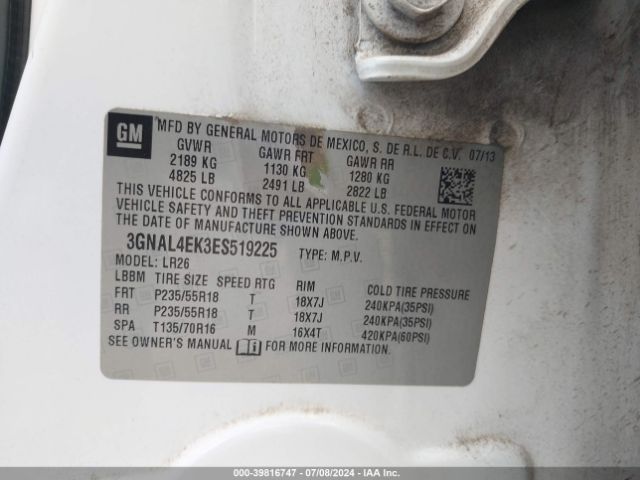 GM
MFD BY GENERAL MOTORS DE MEXICO, S. DE R.L. DE C.V. 07/13
GVWR GAWR FRT GAWR RR
2189 KG 1130 KG 1280 KG
4825 LB 2491 LB 2822 LB
THIS VEHICLE CONFORMS TO ALL APPLICABLE U.S. FEDERAL MOTOR
VEHICLE SAFETY AND THEFT PREVENTION STANDARDS IN EFFECT ON
THE DATE OF MANUFACTURE SHOWN ABOVE.
3GNAL4EK3ES519225 TYPE: M.P.V.
MODEL: LR26
LBBM TIRE SIZE SPEED RTG RIM COLD TIRE PRESSURE
FRT P235/55R18 T 18X7J 240KPA(35PSI)
RR P235/55R18 T 18X7J 240KPA(35PSI)
SPA T135/70R16 M 16X4T 420KPA(60PSI)
SEE OWNER'S MANUAL FOR MORE INFORMATION.
000-39816747 - 07/08/2024 - IAA Inc.